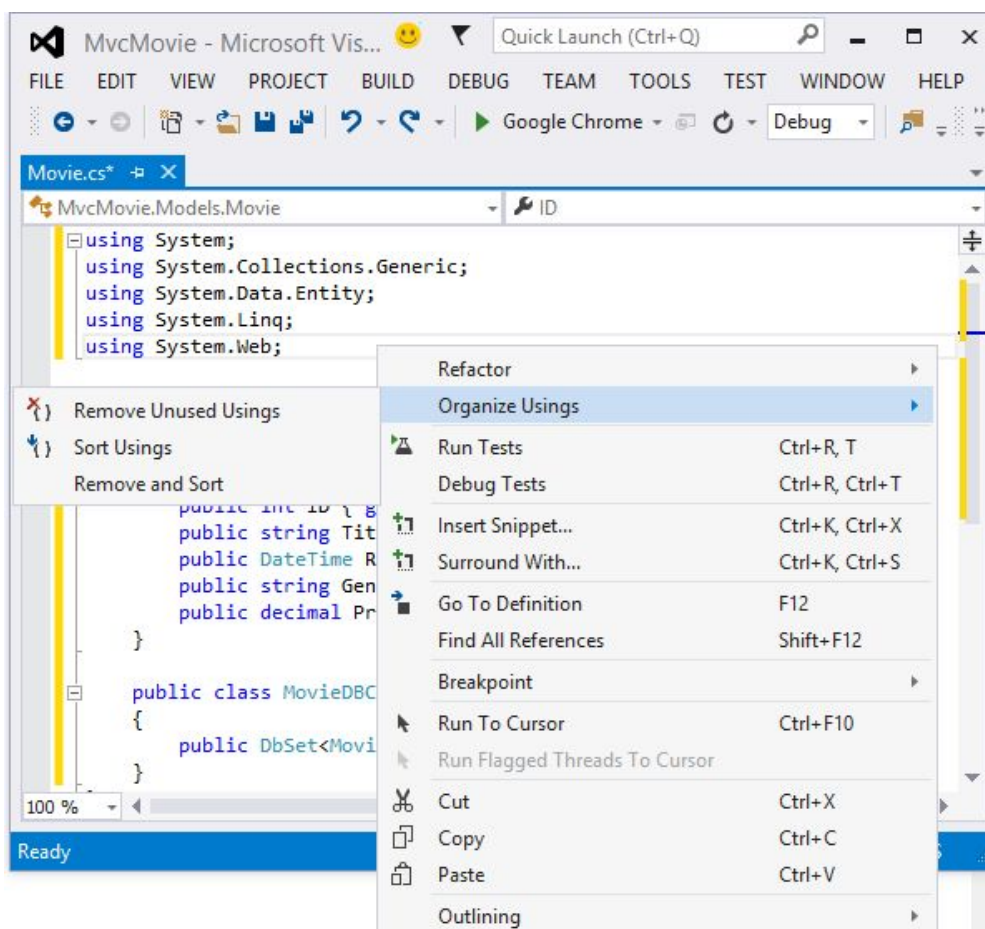 MvcMovie - Microsoft Vis...
Quick Launch (Ctrl+Q)
FILE EDIT VIEW PROJECT BUILD DEBUG TEAM TOOLS TEST WINDOW HELP
Google Chrome Debug
Movie.cs*
MvcMovie.Models.Movie ID
using System;
using System.Collections.Generic;
using System.Data.Entity;
using System.Linq;
using System.Web;
Refactor
Organize Usings
Remove Unused Usings
Sort Usings
Remove and Sort
Run Tests Ctrl+R, T
Debug Tests Ctrl+R, Ctrl+T
Insert Snippet... Ctrl+K, Ctrl+X
Surround With... Ctrl+K, Ctrl+S
Go To Definition F12
Find All References Shift+F12
Breakpoint
Run To Cursor Ctrl+F10
Run Flagged Threads To Cursor
Cut Ctrl+X
Copy Ctrl+C
Paste Ctrl+V
Outlining
public int ID { g
public string Tit
public DateTime R
public string Gen
public decimal Pr
}
public class MovieDBC
{
public DbSet<Movi
}
100 %
Ready